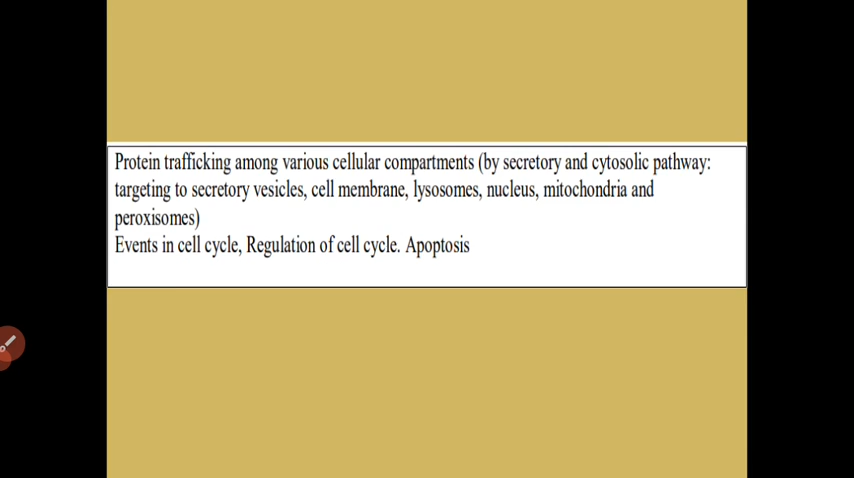 Protein trafficking among various cellular compartments (by secretory and cytosolic pathway:
targeting to secretory vesicles, cell membrane, lysosomes, nucleus, mitochondria and
peroxisomes)
Events in cell cycle, Regulation of cell cycle. Apoptosis